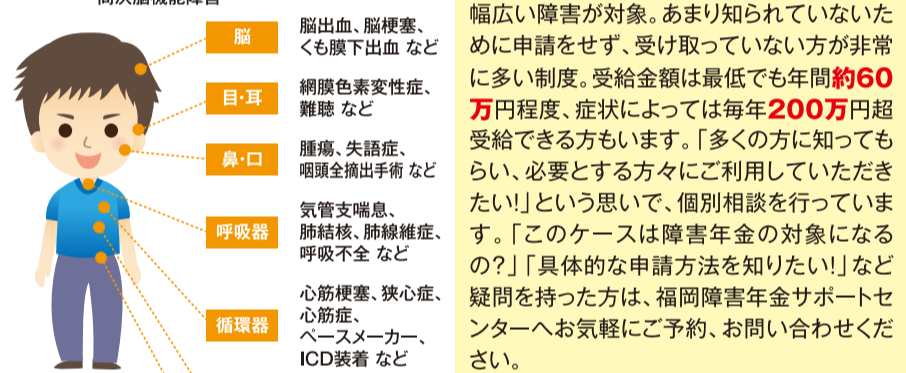 高次脳機能障害
脳
脳出血、脳梗塞、
くも膜下出血 など
目・耳
網膜色素変性症、
難聴 など
鼻・口
腫瘍、失語症、
咽頭全摘出手術 など
呼吸器
気管支喘息、
肺結核、肺線維症、
呼吸不全 など
循環器
心筋梗塞、狭心症、
心筋症、
ペースメーカー、
ICD装着 など
幅広い障害が対象。あまり知られていないた
めに申請をせず、受け取っていない方が非常
に多い制度。受給金額は最低でも年間約60
万円程度、症状によっては毎年200万円超
受給できる方もいます。「多くの方に知っても
らい、必要とする方々にご利用していただき
たい!」という思いで、個別相談を行っていま
す。「このケースは障害年金の対象になる
の?」「具体的な申請方法を知りたい!」など
疑問を持った方は、福岡障害年金サポートセ
ンターへお気軽にご予約、お問い合わせくだ
さい。